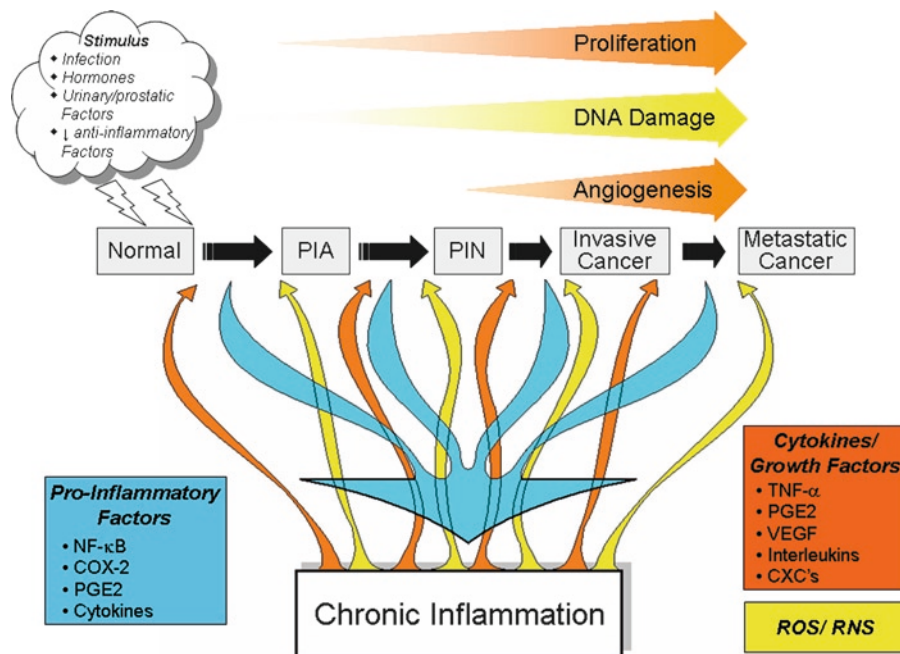 Stimulus
◆ Infection
◆ Hormones
◆ Urinary/prostatic
Factors
◆ ↓ anti-inflammatory
Factors
Proliferation
DNA Damage
Angiogenesis
Normal
PIA
PIN
Invasive
Cancer
Metastatic
Cancer
Pro-Inflammatory
Factors
• NF-κB
• COX-2
• PGE2
• Cytokines
Cytokines/
Growth Factors
• TNF-α
• PGE2
• VEGF
• Interleukins
• CXC's
ROS/ RNS
Chronic Inflammation